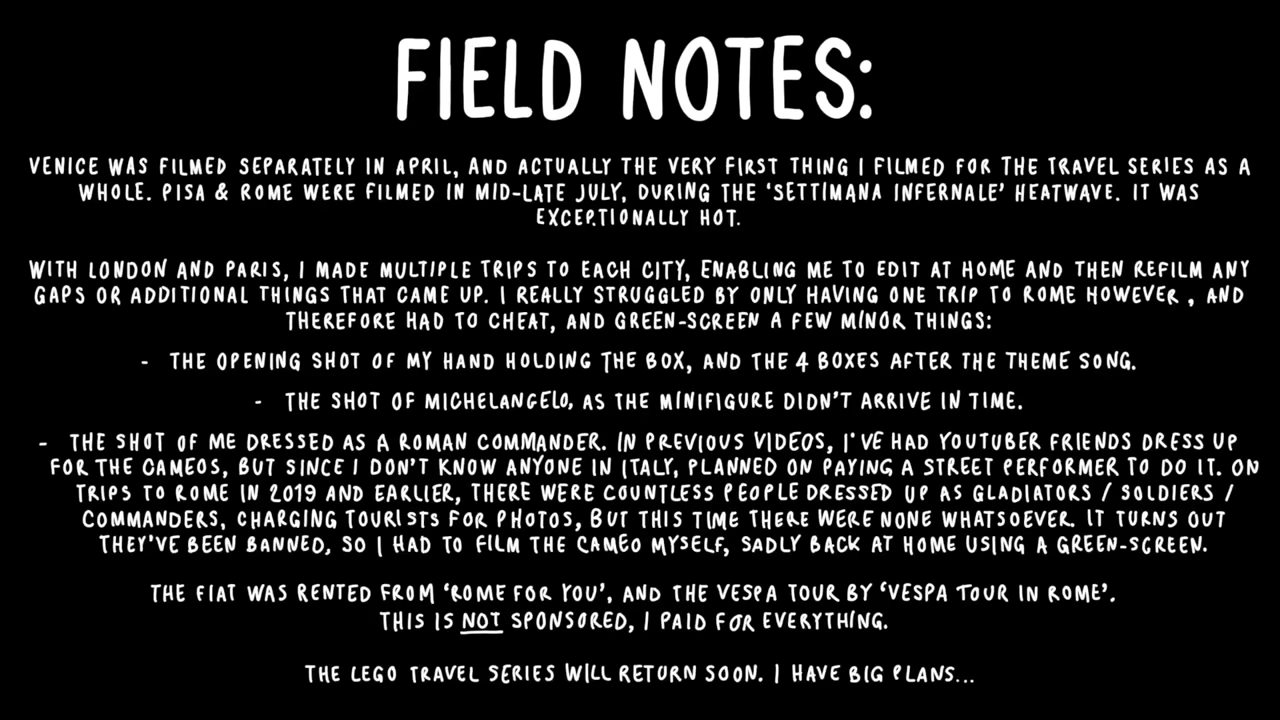 FIELD NOTES:
VENICE WAS FILMED SEPARATELY IN APRIL, AND ACTUALLY THE VERY FIRST THING I FILMED FOR THE TRAVEL SERIES AS A
WHOLE. PISA & ROME WERE FILMED IN MID-LATE JULY, DURING THE ‘SETTIMANA INFERNALE’ HEATWAVE. IT WAS
EXCEPTIONALLY HOT.
WITH LONDON AND PARIS, I MADE MULTIPLE TRIPS TO EACH CITY, ENABLING ME TO EDIT AT HOME AND THEN REFILM ANY
GAPS OR ADDITIONAL THINGS THAT CAME UP. I REALLY STRUGGLED BY ONLY HAVING ONE TRIP TO ROME HOWEVER , AND
THEREFORE HAD TO CHEAT, AND GREEN-SCREEN A FEW MINOR THINGS:
- THE OPENING SHOT OF MY HAND HOLDING THE BOX, AND THE 4 BOXES AFTER THE THEME SONG.
- THE SHOT OF MICHELANGELO, AS THE MINIFIGURE DIDN'T ARRIVE IN TIME.
- THE SHOT OF ME DRESSED AS A ROMAN COMMANDER. IN PREVIOUS VIDEOS, I'VE HAD YOUTUBER FRIENDS DRESS UP
FOR THE CAMEOS, BUT SINCE I DON'T KNOW ANYONE IN ITALY, PLANNED ON PAYING A STREET PERFORMER TO DO IT. ON
TRIPS TO ROME IN 2019 AND EARLIER, THERE WERE COUNTLESS PEOPLE DRESSED UP AS GLADIATORS / SOLDIERS /
COMMANDERS, CHARGING TOURISTS FOR PHOTOS, BUT THIS TIME THERE WERE NONE WHATSOEVER. IT TURNS OUT
THEY'VE BEEN BANNED, SO I HAD TO FILM THE CAMEO MYSELF, SADLY BACK AT HOME USING A GREEN-SCREEN.
THE FIAT WAS RENTED FROM ‘ROME FOR YOU’, AND THE VESPA TOUR BY ‘VESPA TOUR IN ROME’.
THIS IS NOT SPONSORED, I PAID FOR EVERYTHING.
THE LEGO TRAVEL SERIES WILL RETURN SOON. I HAVE BIG PLANS...